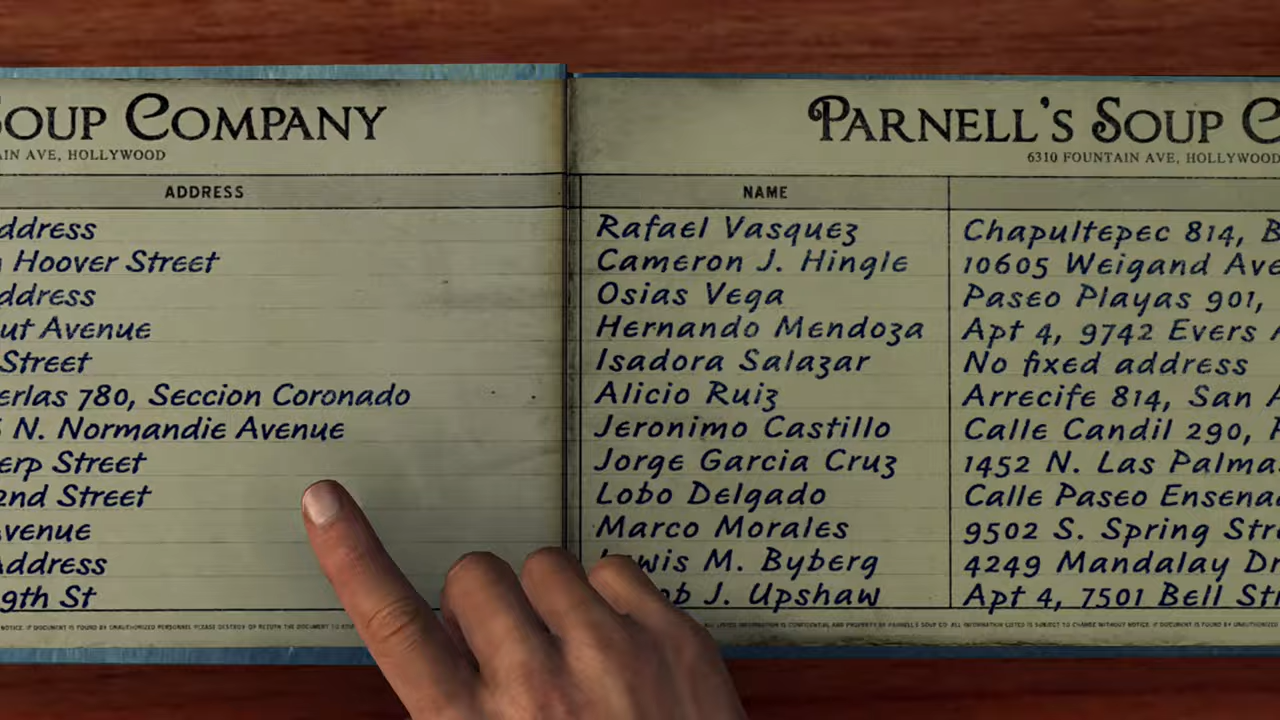 SOUP COMPANY
AIN AVE, HOLLYWOOD
ADDRESS
ddress
Hoover Street
ddress
ut Avenue
Street
erlas 780, Seccion Coronado
N. Normandie Avenue
erp Street
2nd Street
venue
Address
9th St
PARNELL'S SOUP C
6310 FOUNTAIN AVE, HOLLYWOOD
NAME
Rafael Vasquez Chapultepec 814, B
Cameron J. Hingle 10605 Weigand Ave
Osias Vega Paseo Playas 901,
Hernando Mendoza Apt 4, 9742 Evers A
Isadora Salazar No fixed address
Alicio Ruiz Arrecife 814, San A
Jeronimo Castillo Calle Candil 290,
Jorge Garcia Cruz 1452 N. Las Palma
Lobo Delgado Calle Paseo Ensena
Marco Morales 9502 S. Spring Str
wis M. Byberg 4249 Mandalay Dr
b J. Upshaw Apt 4, 7501 Bell Str